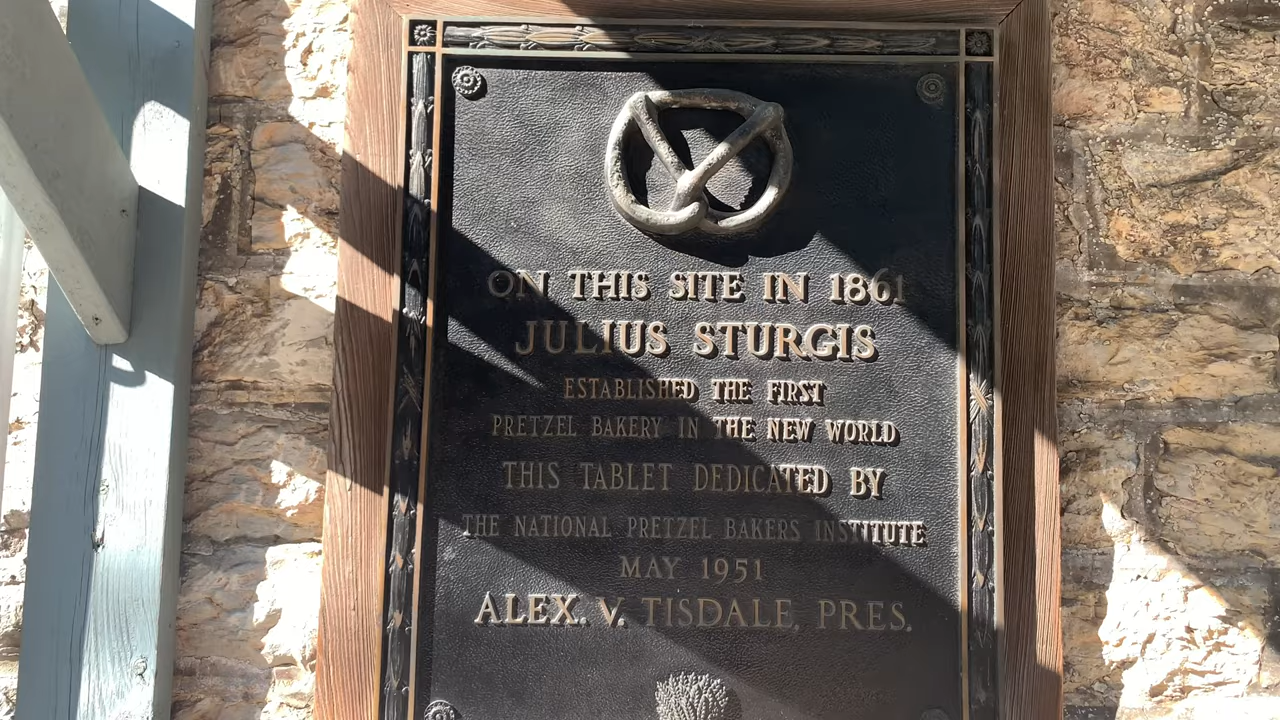 ON THIS SITE IN 1861
JULIUS STURGIS
ESTABLISHED THE FIRST
PRETZEL BAKERY IN THE NEW WORLD
THIS TABLET DEDICATED BY
THE NATIONAL PRETZEL BAKERS INSTITUTE
MAY 1951
ALEX. V. TISDALE, PRES.